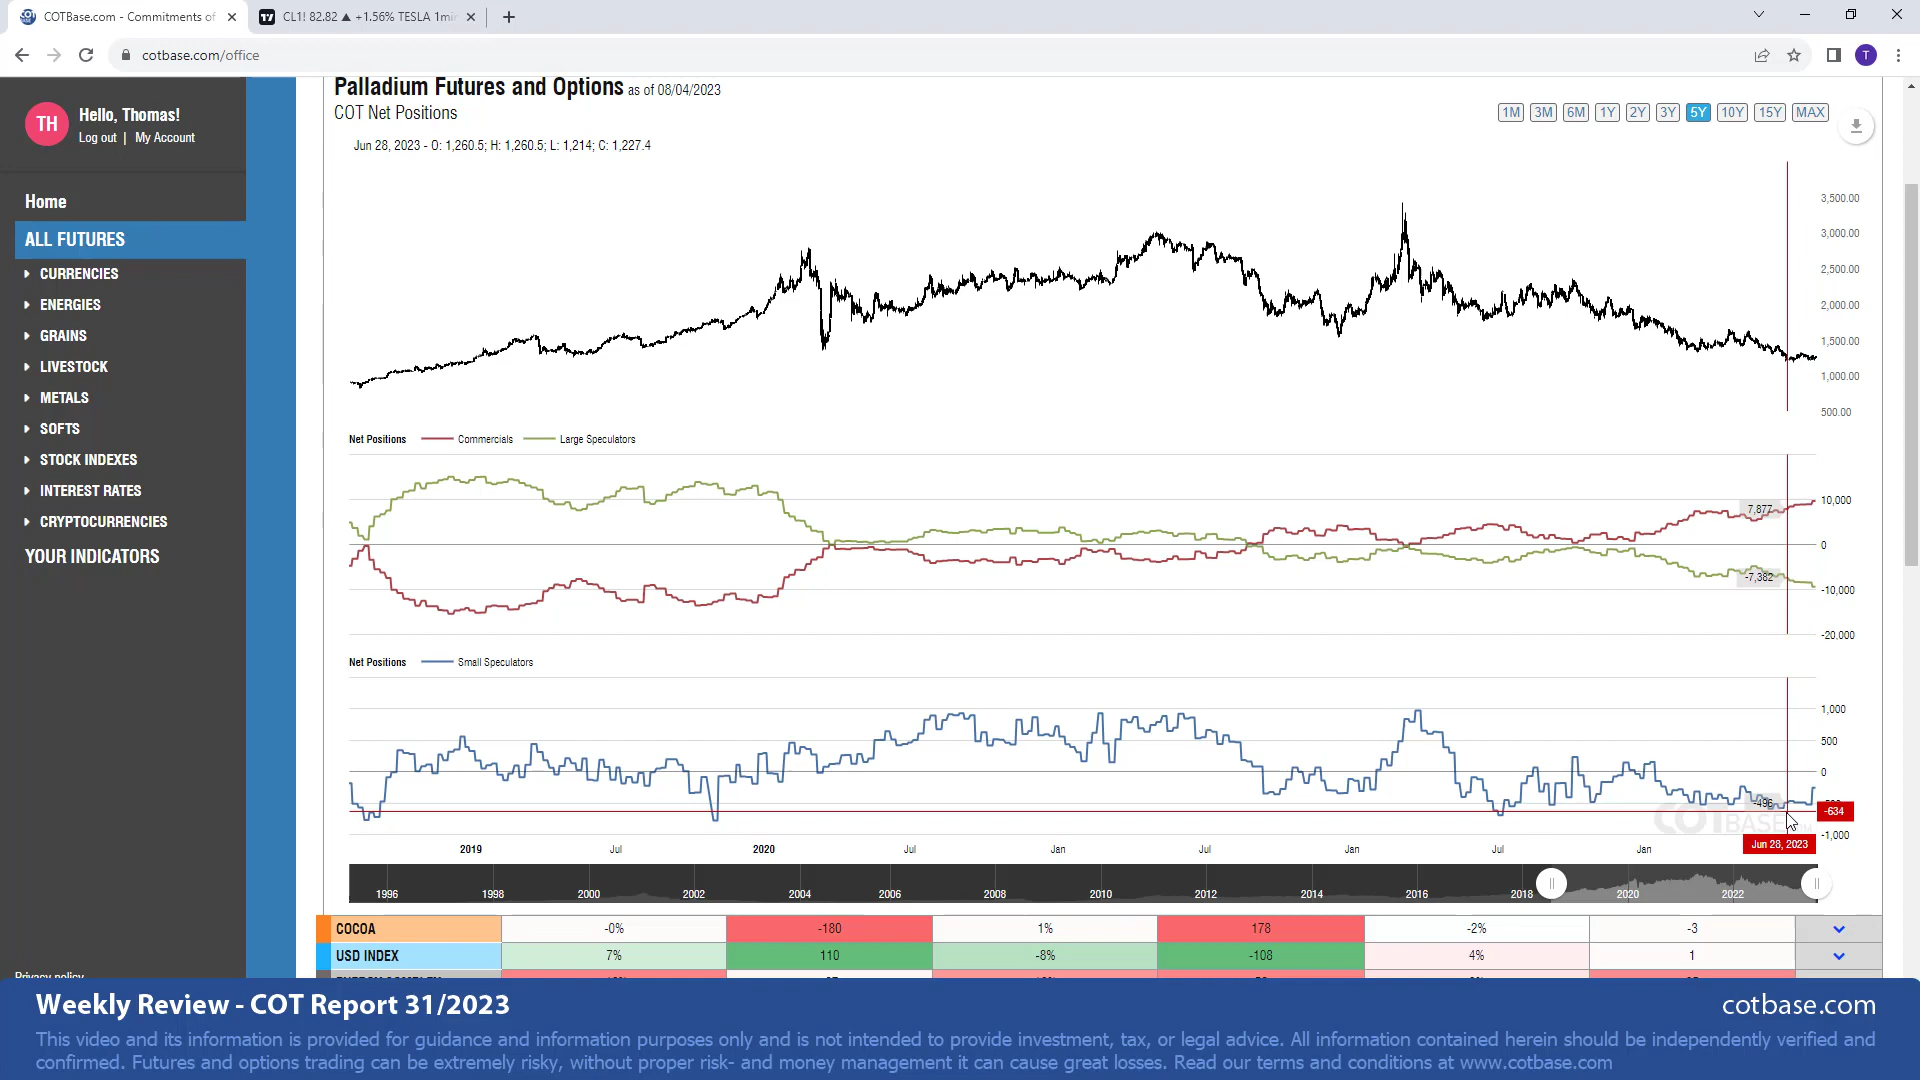 COTBase.com - Commitments of
CL1! 82.82 ▲ +1.56% TESLA 1min
cotbase.com/office
T
TH
Hello, Thomas!
Log out | My Account
Home
ALL FUTURES
CURRENCIES
ENERGIES
GRAINS
LIVESTOCK
METALS
SOFTS
STOCK INDEXES
INTEREST RATES
CRYPTOCURRENCIES
YOUR INDICATORS
Privacy policy
Palladium Futures and Options as of 08/04/2023
COT Net Positions
1M 3M 6M 1Y 2Y 3Y 5Y 10Y 15Y MAX
Jun 28, 2023 - O: 1,260.5; H: 1,260.5; L: 1,214; C: 1,227.4
3,500.00
3,000.00
2,500.00
2,000.00
1,500.00
1,000.00
500.00
Net Positions Commercials Large Speculators
7,877
10,000
0
-7,382
-10,000
-20,000
Net Positions Small Speculators
1,000
500
0
-496
-634
COTBASE
-1,000
2019 Jul 2020 Jul Jan Jul Jan Jul Jan
Jun 28, 2023
1996 1998 2000 2002 2004 2006 2008 2010 2012 2014 2016 2018 2020 2022
COCOA -0% -180 1% 178 -2% -3
USD INDEX 7% 110 -8% -108 4% 1
Weekly Review - COT Report 31/2023
cotbase.com
This video and its information is provided for guidance and information purposes only and is not intended to provide investment, tax, or legal advice. All information contained herein should be independently verified and
confirmed. Futures and options trading can be extremely risky, without proper risk- and money management it can cause great losses. Read our terms and conditions at www.cotbase.com